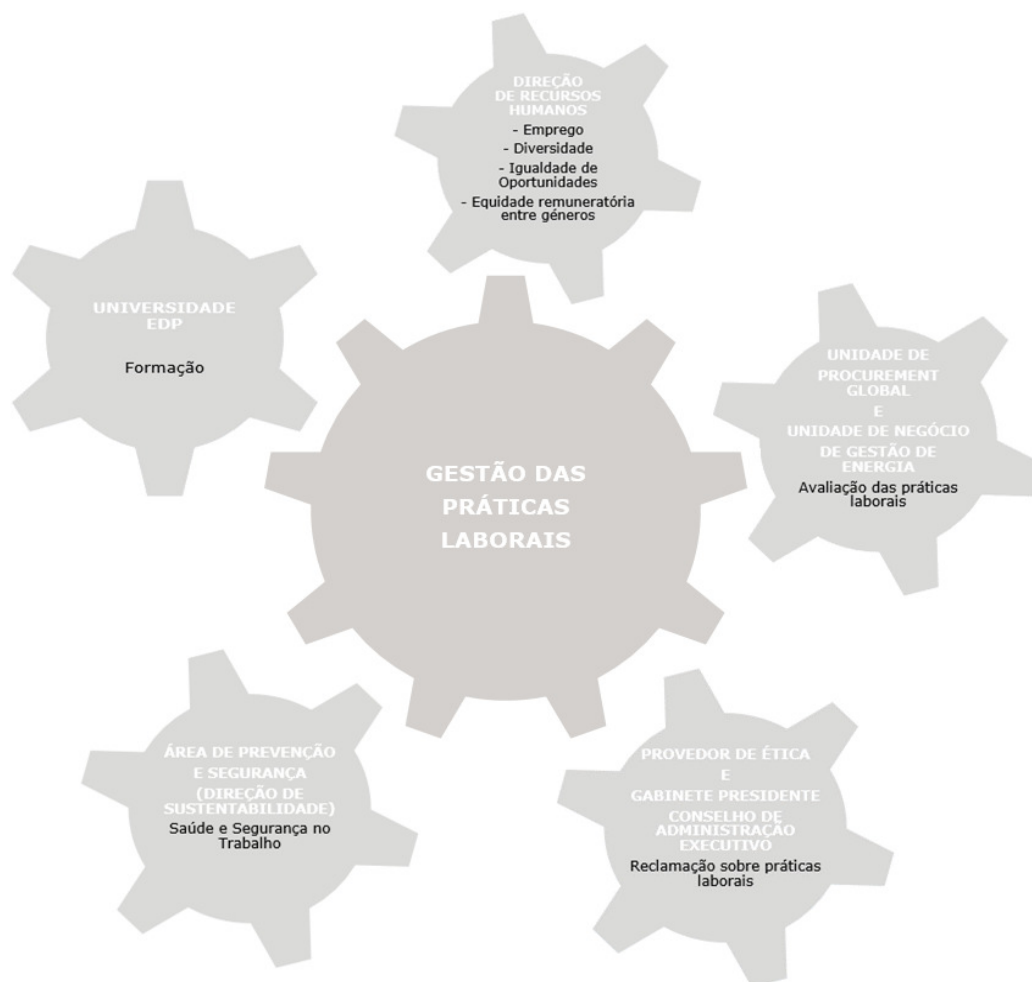 DIREÇÃO
DE RECURSOS
HUMANOS
- Emprego
- Diversidade
- Igualdade de
Oportunidades
- Equidade remuneratória
entre géneros
UNIVERSIDADE
EDP
Formação
UNIDADE DE
PROCUREMENT
GLOBAL
E
UNIDADE DE NEGÓCIO
DE GESTÃO DE
ENERGIA
Avaliação das práticas
laborais
GESTÃO DAS
PRÁTICAS
LABORAIS
ÁREA DE PREVENÇÃO
E SEGURANÇA
(DIREÇÃO DE
SUSTENTABILIDADE)
Saúde e Segurança no
Trabalho
PROVEDOR DE ÉTICA
E
GABINETE PRESIDENTE
CONSELHO DE
ADMINISTRAÇÃO
EXECUTIVO
Reclamação sobre práticas
laborais